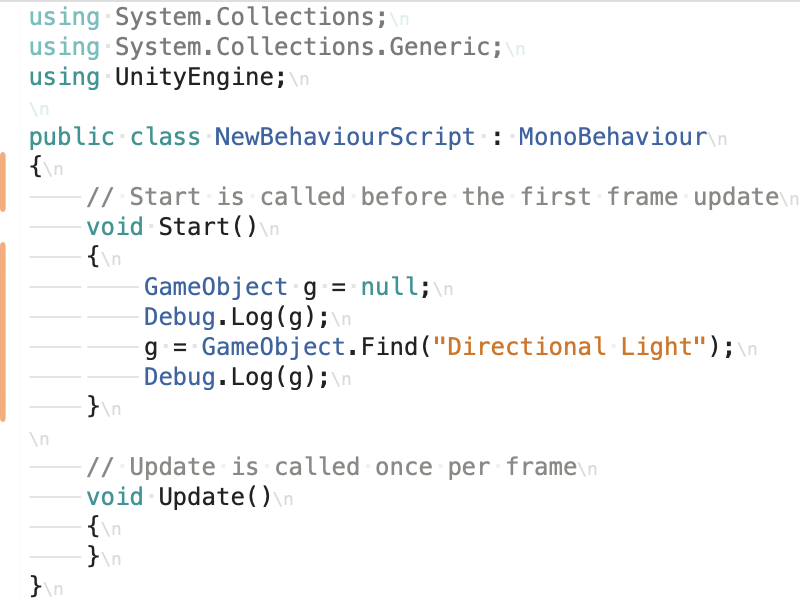 using System.Collections;\n
using System.Collections.Generic;\n
using UnityEngine;\n
\n
public class NewBehaviourScript : MonoBehaviour\n
{\n
// Start is called before the first frame update\n
void Start()\n
{\n
GameObject g = null;\n
Debug.Log(g);\n
g = GameObject.Find("Directional Light");\n
Debug.Log(g);\n
}\n
\n
// Update is called once per frame\n
void Update()\n
{\n
}\n
}\n